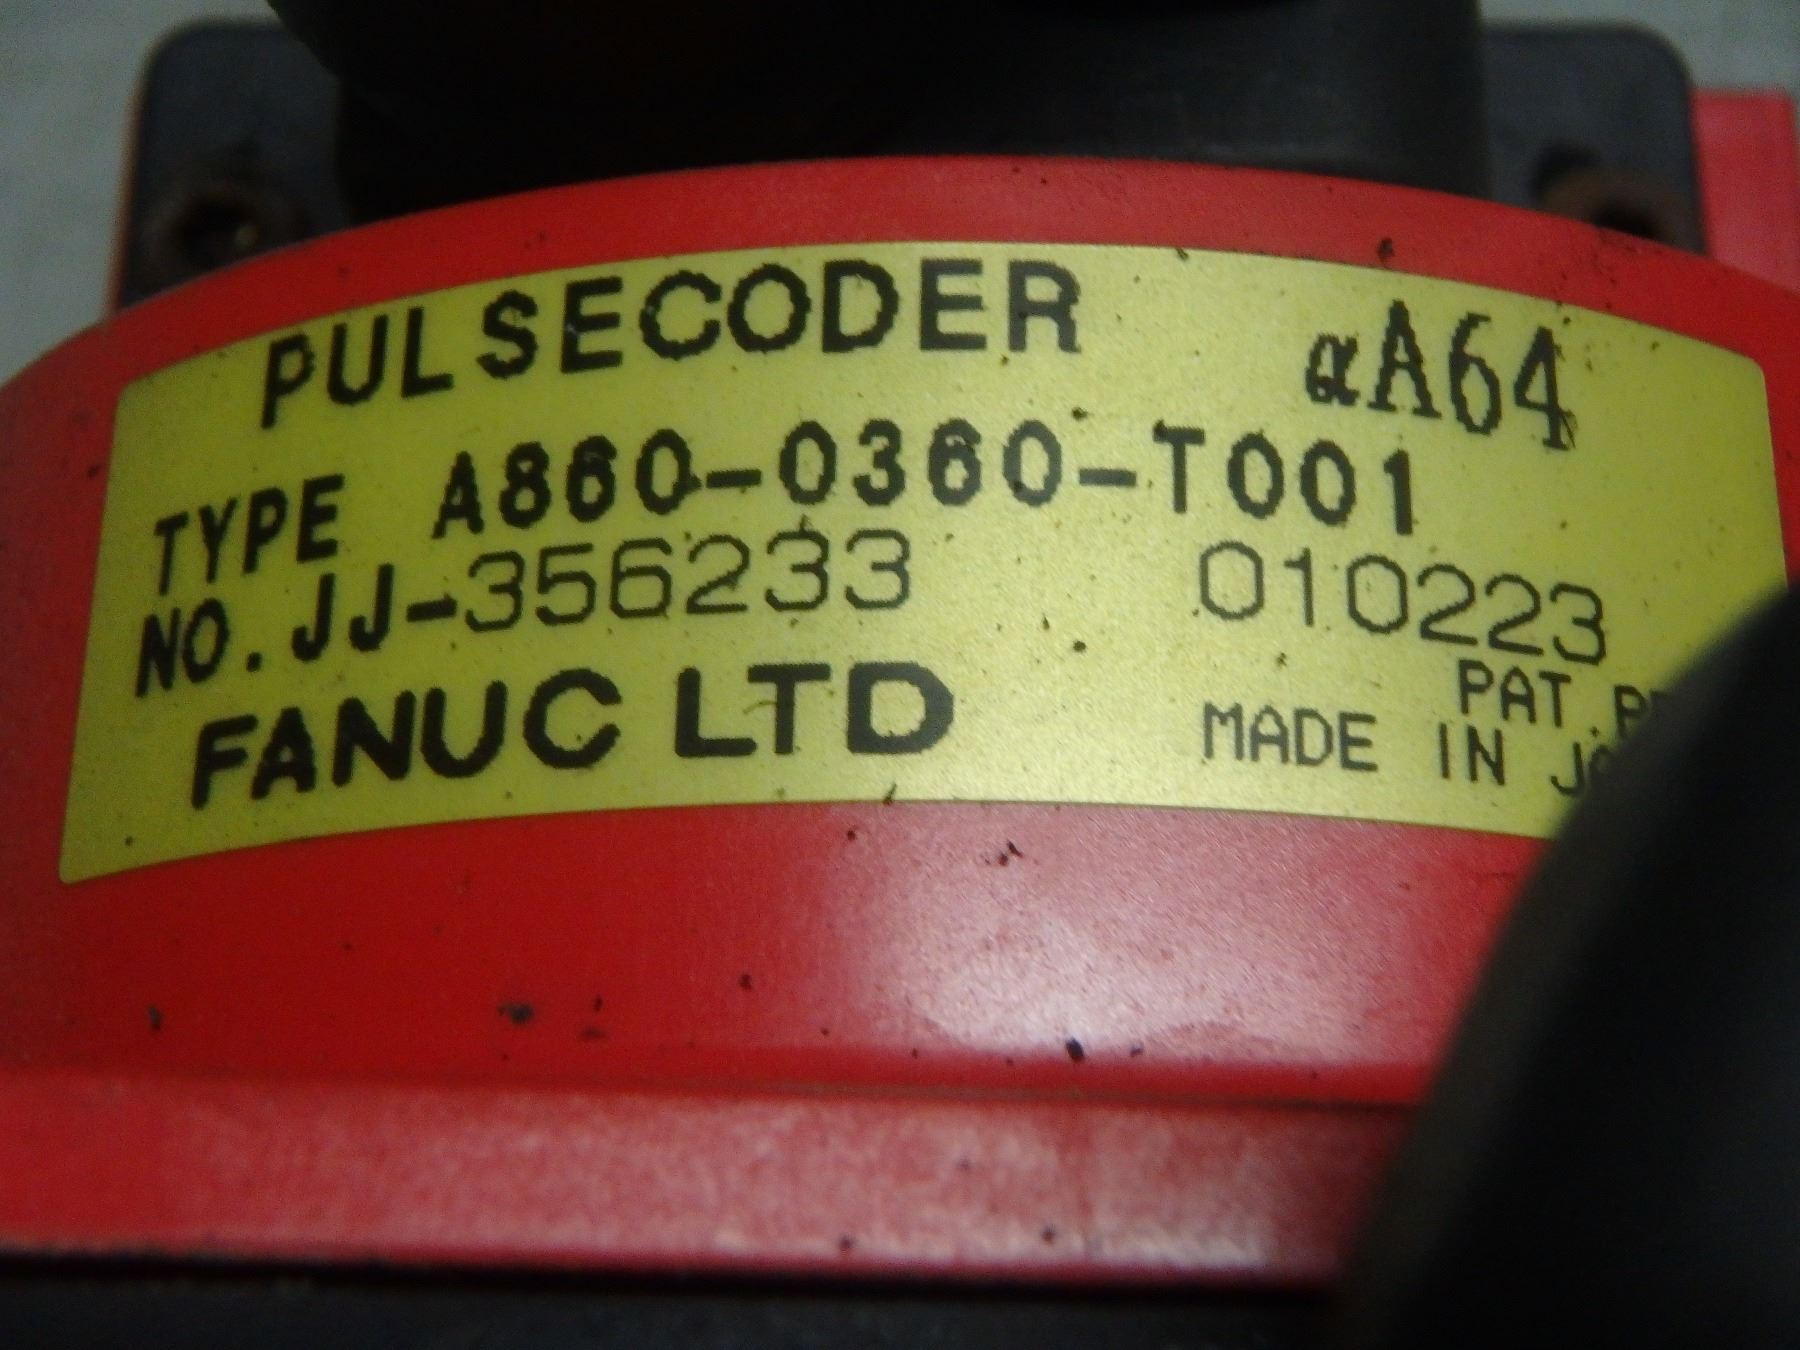 PULSECODER αA64
TYPE A860-0360-T001
NO. JJ-356233 010223
PAT.
FANUC LTD MADE IN